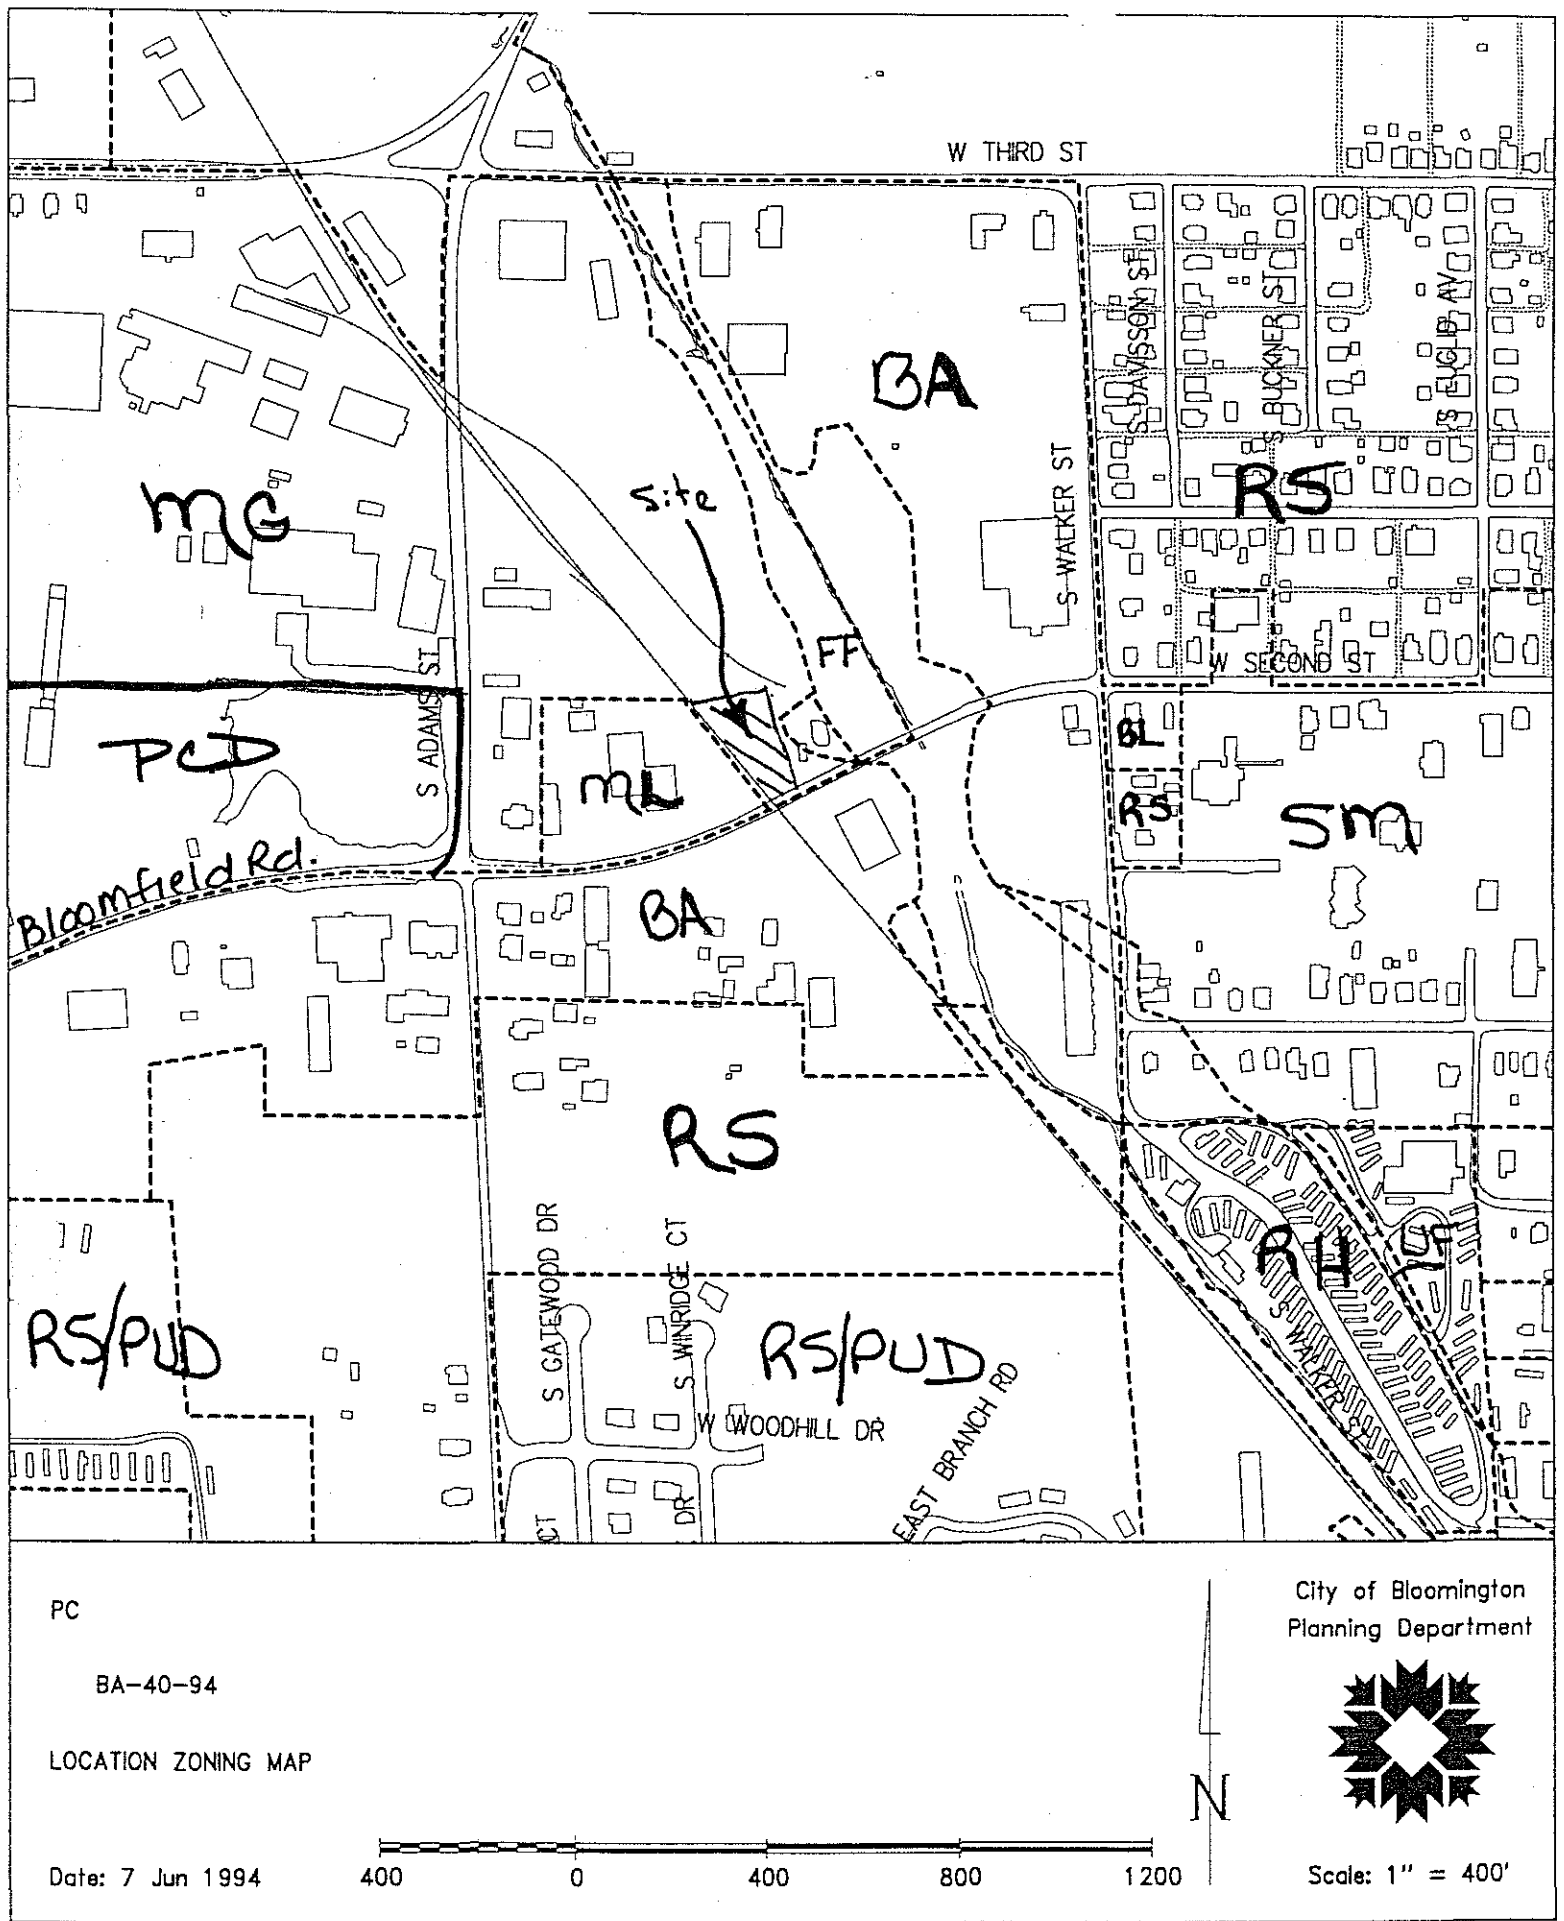 W THIRD ST
S DAVISSON ST
S BUCKNER ST
S EUCLID AV
BA
S WALKER ST
RS
MG
Site
FF
W SECOND ST
S ADAMS ST
PCD
ML
BL
RS
SM
Bloomfield Rd.
BA
RS
RH
S GATEWOOD DR
S WINRIDGE CT
RS/PUD
RS/PUD
S WALKER ST
W WOODHILL DR
EAST BRANCH RD
CT
DR
PC
BA-40-94
LOCATION ZONING MAP
Date: 7 Jun 1994
400 0 400 800 1200
N
City of Bloomington
Planning Department
Scale: 1" = 400'